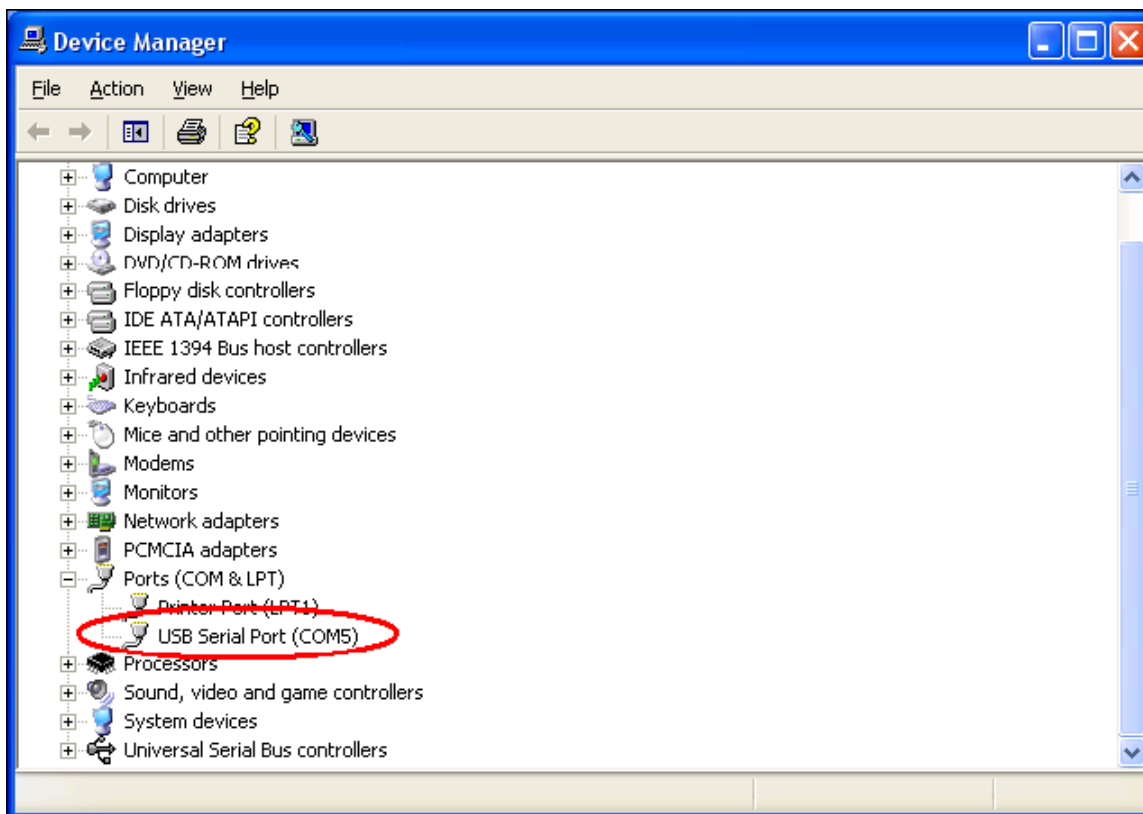 Device Manager
File Action View Help
Computer
Disk drives
Display adapters
DVD/CD-ROM drives
Floppy disk controllers
IDE ATA/ATAPI controllers
IEEE 1394 Bus host controllers
Infrared devices
Keyboards
Mice and other pointing devices
Modems
Monitors
Network adapters
PCMCIA adapters
Ports (COM & LPT)
Printer Port (LPT1)
USB Serial Port (COM5)
Processors
Sound, video and game controllers
System devices
Universal Serial Bus controllers